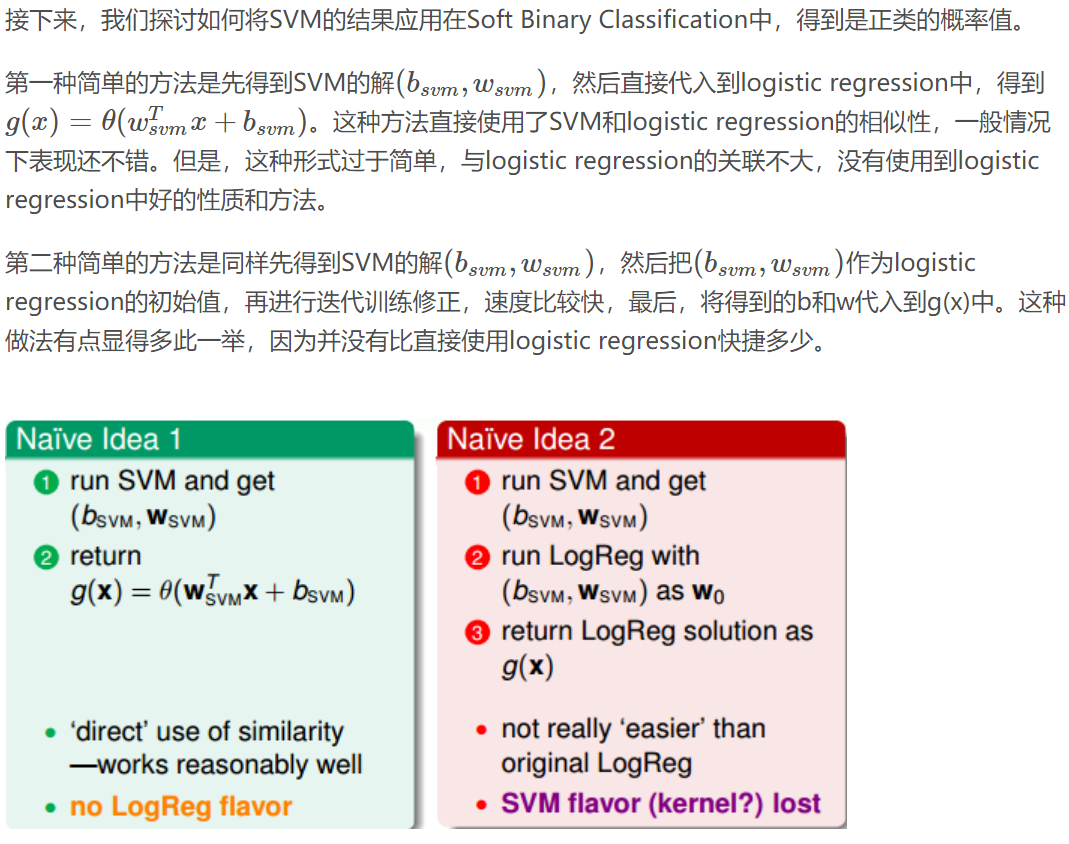 接下来，我们探讨如何将SVM的结果应用在Soft Binary Classification中，得到是正类的概率值。
第一种简单的方法是先得到SVM的解(b_{svm}, w_{svm})，然后直接代入到logistic regression中，得到
g(x) = θ(w_{svm}^T x + b_{svm})。这种方法直接使用了SVM和logistic regression的相似性，一般情况
下表现还不错。但是，这种形式过于简单，与logistic regression的关联不大，没有使用到logistic
regression中好的性质和方法。
第二种简单的方法是同样先得到SVM的解(b_{svm}, w_{svm})，然后把(b_{svm}, w_{svm})作为logistic
regression的初始值，再进行迭代训练修正，速度比较快，最后，将得到的b和w代入到g(x)中。这种
做法有点显得多此一举，因为并没有比直接使用logistic regression快捷多少。
Naïve Idea 1
1 run SVM and get
(b_{SVM}, w_{SVM})
2 return
g(x) = θ(w_{SVM}^T x + b_{SVM})
• ‘direct’ use of similarity
—works reasonably well
• no LogReg flavor
Naïve Idea 2
1 run SVM and get
(b_{SVM}, w_{SVM})
2 run LogReg with
(b_{SVM}, w_{SVM}) as w_0
3 return LogReg solution as
g(x)
• not really ‘easier’ than
original LogReg
• SVM flavor (kernel?) lost